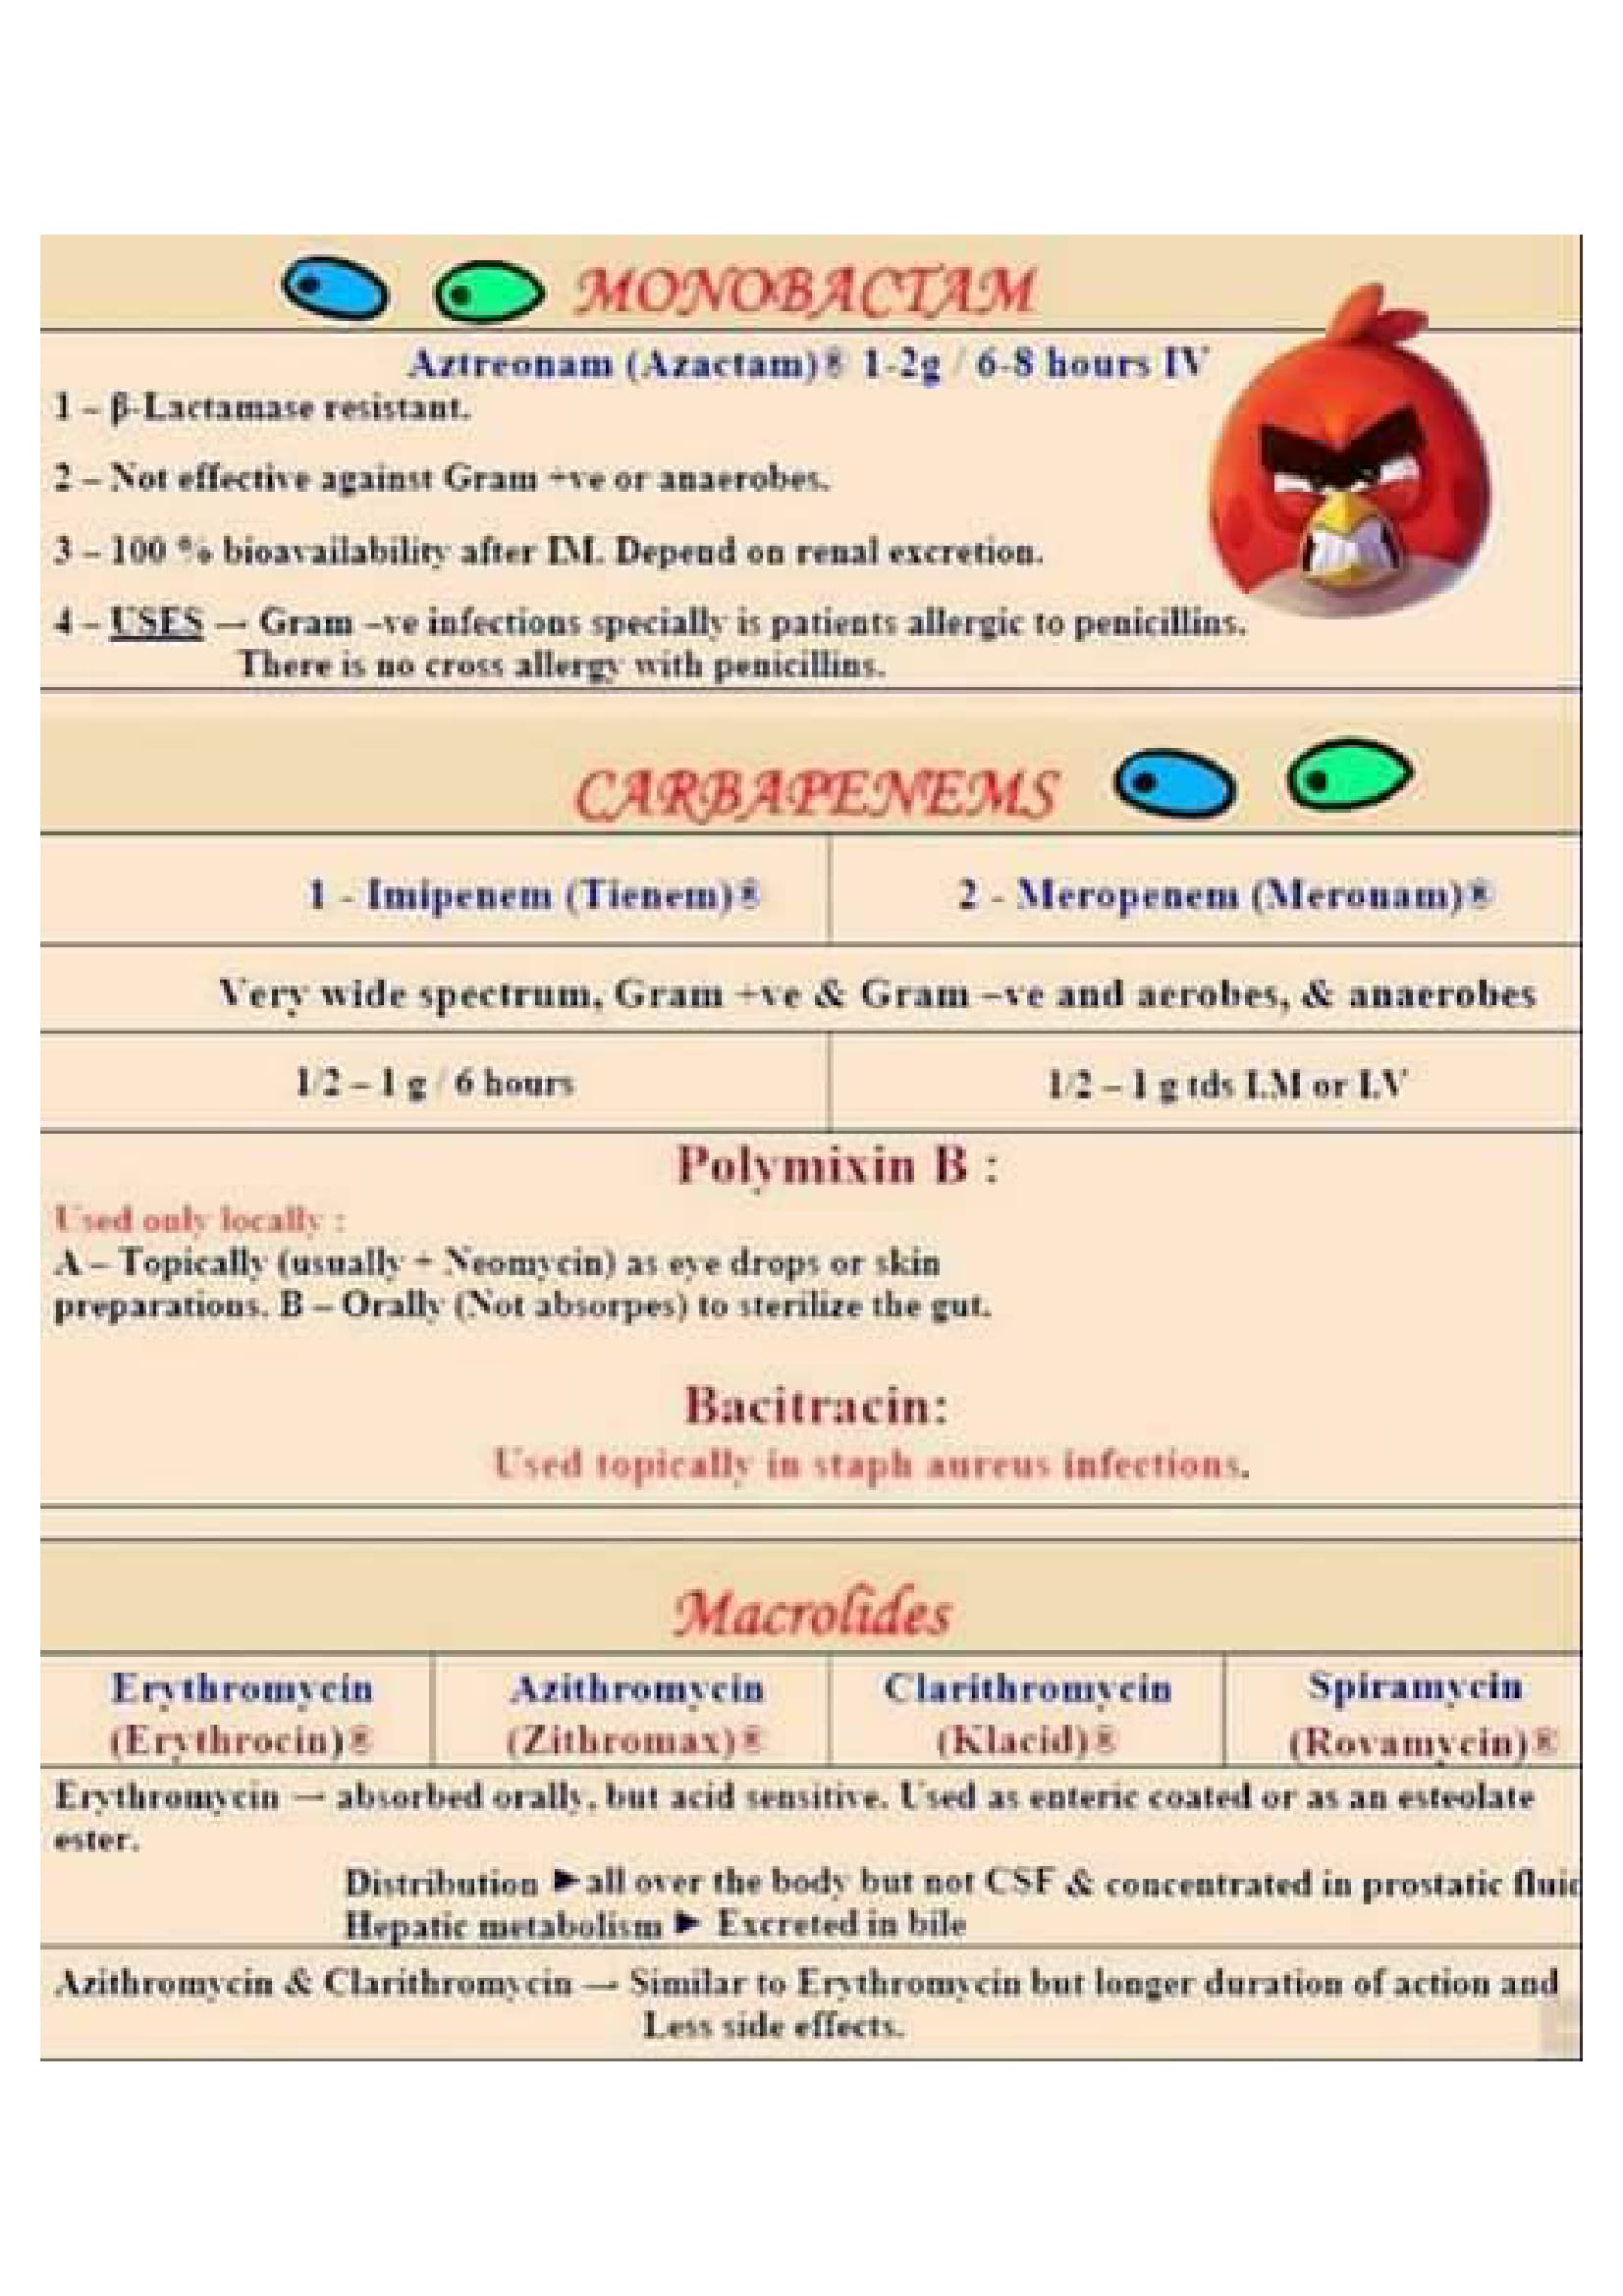 MONOBACTAM
Aztreonam (Azactam)® 1-2g / 6-8 hours IV
1 – β-Lactamase resistant.
2 – Not effective against Gram +ve or anaerobes.
3 – 100 % bioavailability after IM. Depend on renal excretion.
4 – USES → Gram –ve infections specially is patients allergic to penicillins.
There is no cross allergy with penicillins.
CARBAPENEMS
1 - Imipenem (Tienem)®
2 - Meropenem (Meronam)®
Very wide spectrum, Gram +ve & Gram –ve and aerobes, & anaerobes
1/2 – 1 g / 6 hours
1/2 – 1 g tds I.M or I.V
Polymixin B :
Used only locally :
A – Topically (usually + Neomycin) as eye drops or skin
preparations. B – Orally (Not absorpes) to sterilize the gut.
Bacitracin:
Used topically in staph aureus infections.
Macrolides
Erythromycin
(Erythrocin)®
Azithromycin
(Zithromax)®
Clarithromycin
(Klacid)®
Spiramycin
(Rovamycin)®
Erythromycin → absorbed orally, but acid sensitive. Used as enteric coated or as an esteolate
ester.
Distribution ►all over the body but not CSF & concentrated in prostatic fluid
Hepatic metabolism ► Excreted in bile
Azithromycin & Clarithromycin → Similar to Erythromycin but longer duration of action and
Less side effects.